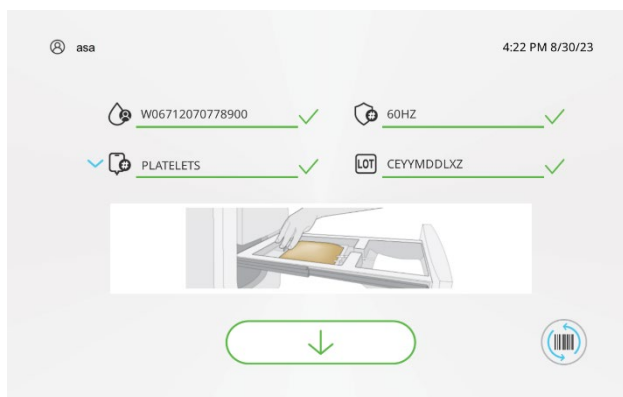 asa
4:22 PM 8/30/23
W06712070778900
60HZ
#
PLATELETS
#
LOT
CEYYMDDLXZ